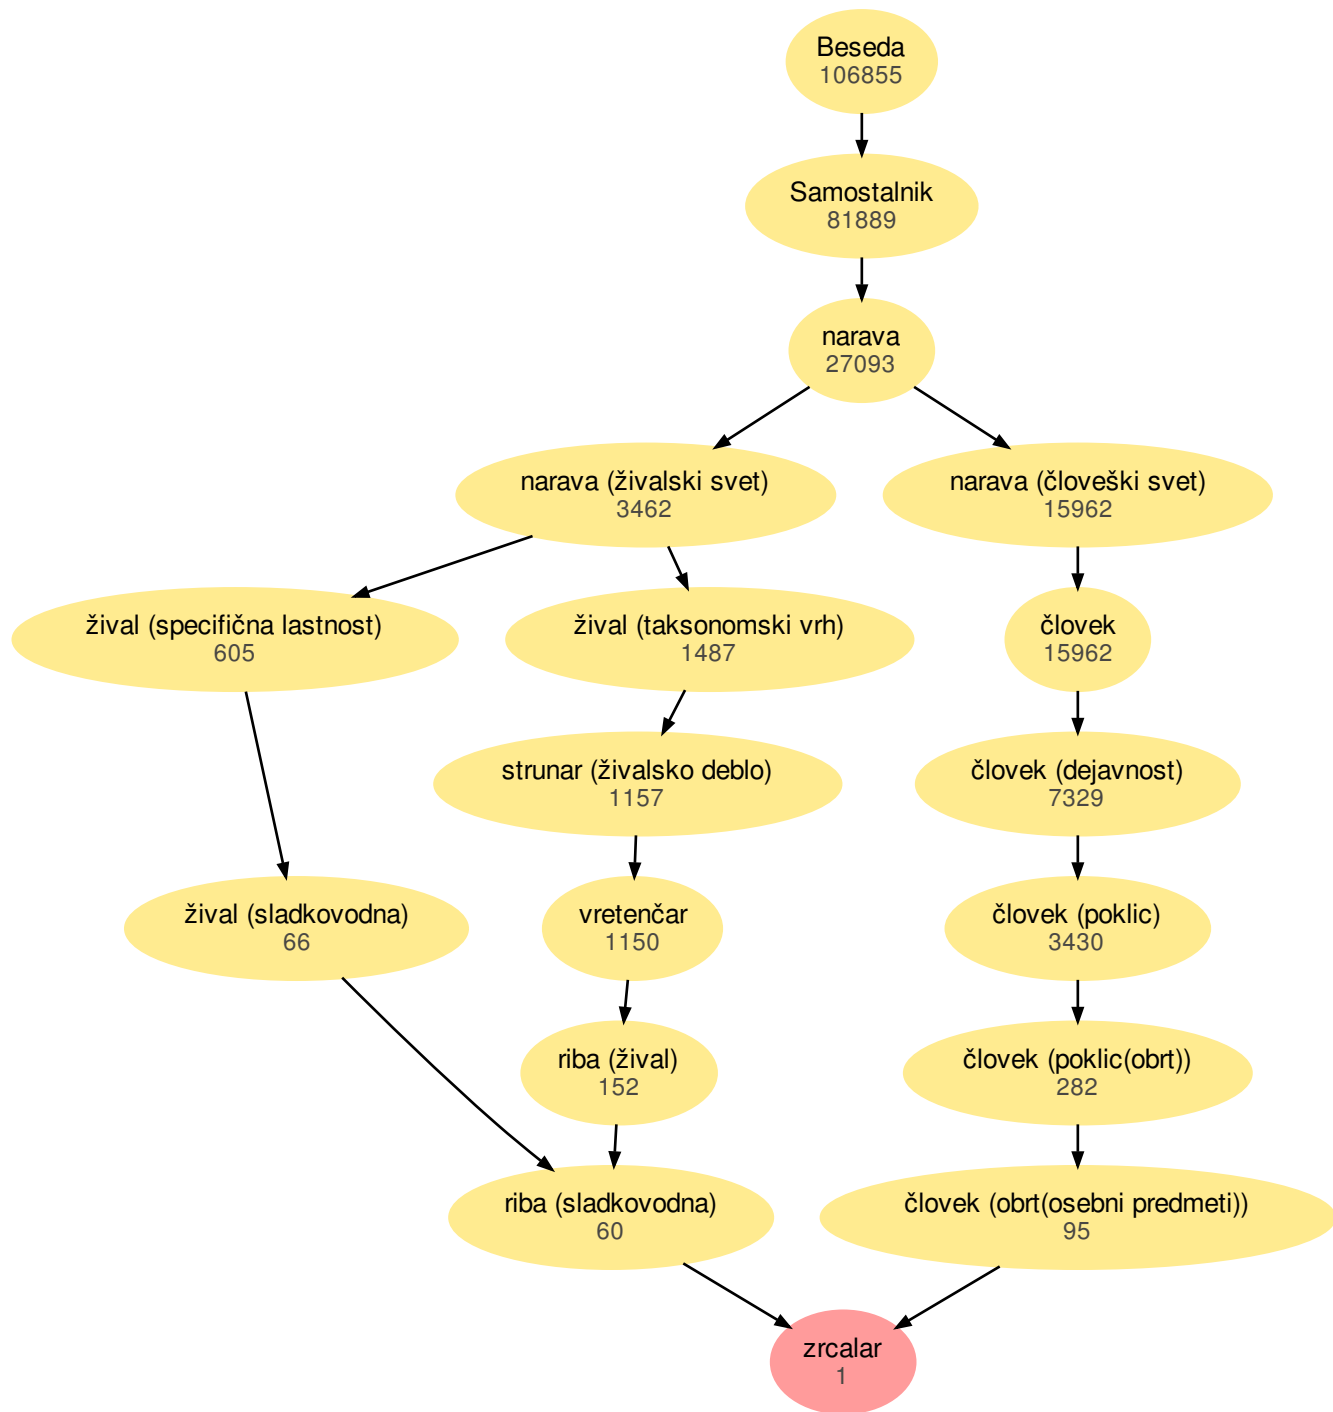 Beseda
106855
Samostalnik
81889
narava
27093
narava (živalski svet)
3462
narava (človeški svet)
15962
žival (specifična lastnost)
605
žival (taksonomski vrh)
1487
človek
15962
strunar (živalsko deblo)
1157
človek (dejavnost)
7329
žival (sladkovodna)
66
vretenčar
1150
človek (poklic)
3430
riba (žival)
152
človek (poklic(obrt))
282
riba (sladkovodna)
60
človek (obrt(osebni predmeti))
95
zrcalar
1